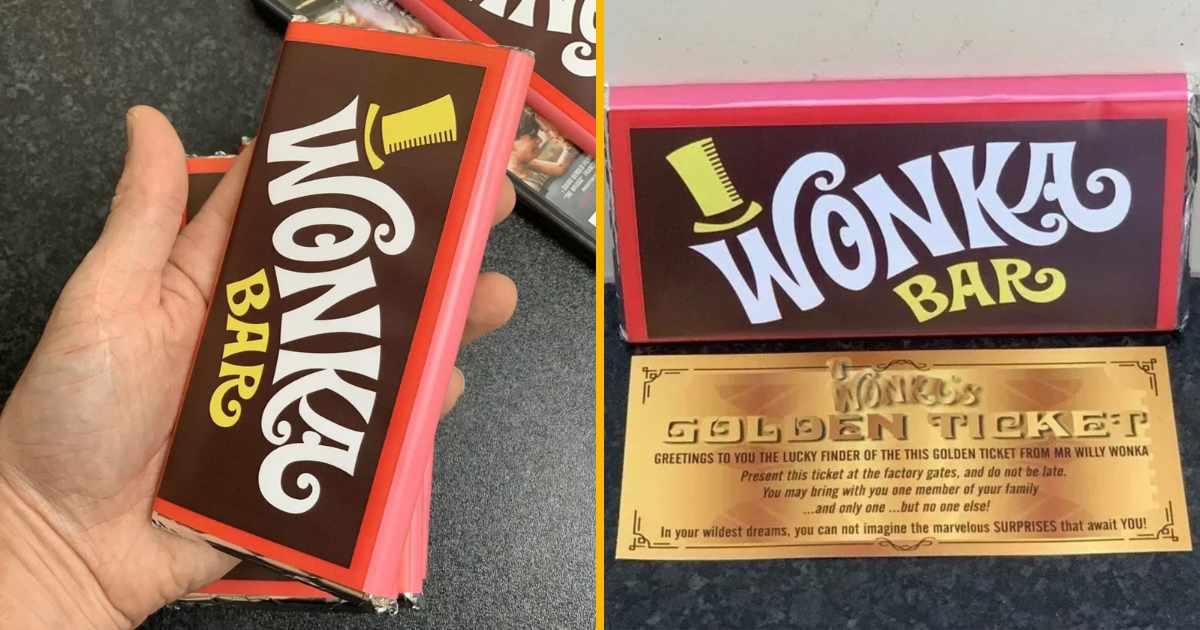 WONKA
BAR
WONKA
BAR
WONKA'S
GOLDEN TICKET
GREETINGS TO YOU THE LUCKY FINDER OF THE THIS GOLDEN TICKET FROM MR WILLY WONKA
Present this ticket at the factory gates, and do not be late.
You may bring with you one member of your family
...and only one ...but no one else!
In your wildest dreams, you can not imagine the marvelous SURPRISES that await YOU!